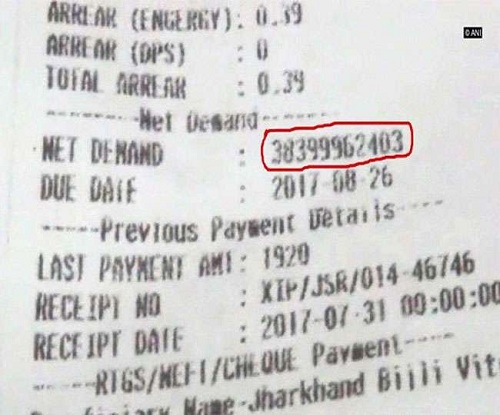 ARREAR (ENGERGY): 0.39
ARREAR (DPS) : 0
TOTAL ARREAR : 0.39
---------Net Demand--------
NET DEMAND : 38399962403
DUE DATE : 2017-08-26
-----Previous Payment Details-----
LAST PAYMENT AMT: 1920
RECEIPT NO : XIP/JSR/014-46746
RECEIPT DATE : 2017-07-31 00:00:00
-----RTGS/NEFT/CHEQUE Payment----
Name-Jharkhand Bijli
© ANI